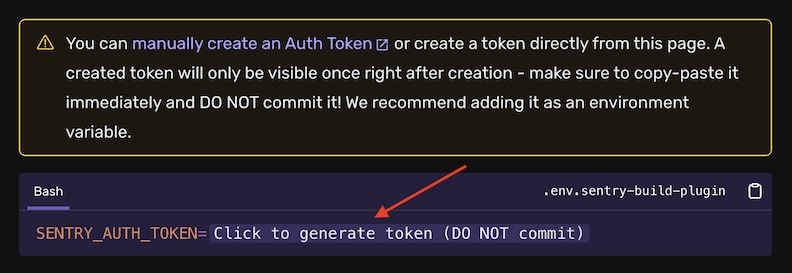 You can manually create an Auth Token or create a token directly from this page. A
created token will only be visible once right after creation - make sure to copy-paste it
immediately and DO NOT commit it! We recommend adding it as an environment
variable.
Bash
.env.sentry-build-plugin
SENTRY_AUTH_TOKEN=Click to generate token (DO NOT commit)